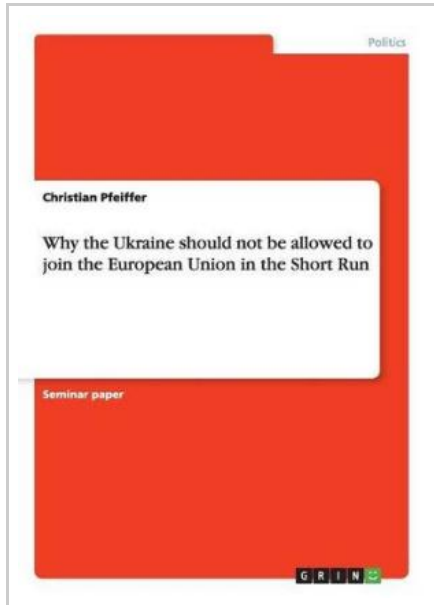 Politics
Christian Pfeiffer
Why the Ukraine should not be allowed to
join the European Union in the Short Run
Seminar paper
GRIN